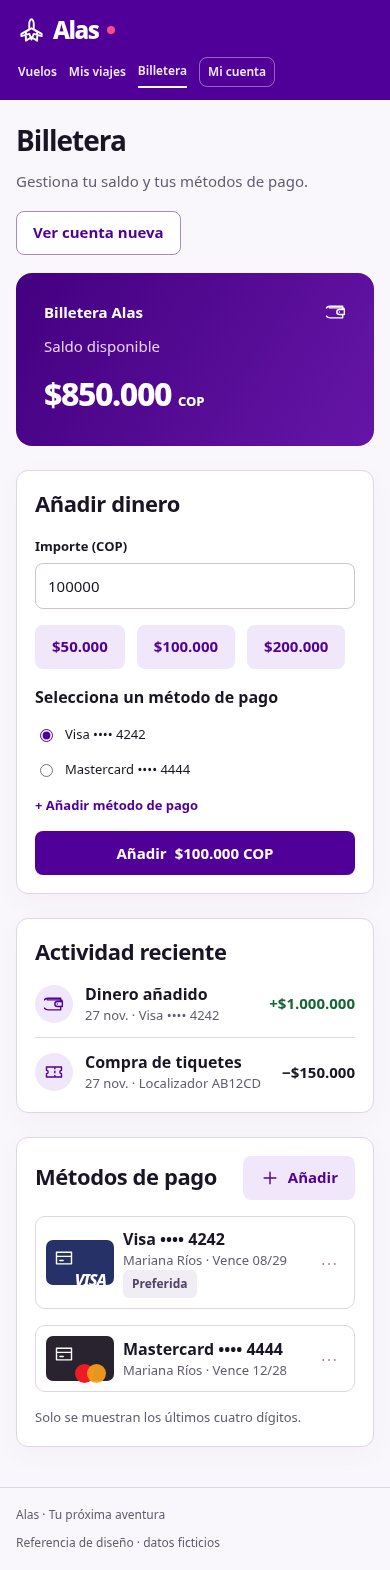 Alas
Vuelos Mis viajes Billetera Mi cuenta
Billetera
Gestiona tu saldo y tus métodos de pago.
Ver cuenta nueva
Billetera Alas
Saldo disponible
$850.000 COP
Añadir dinero
Importe (COP)
100000
$50.000 $100.000 $200.000
Selecciona un método de pago
Visa •••• 4242
Mastercard •••• 4444
+ Añadir método de pago
Añadir $100.000 COP
Actividad reciente
Dinero añadido
27 nov. · Visa •••• 4242
+$1.000.000
Compra de tiquetes
27 nov. · Localizador AB12CD
−$150.000
Métodos de pago
Añadir
VISA
Visa •••• 4242
Mariana Ríos · Vence 08/29
Preferida
Mastercard •••• 4444
Mariana Ríos · Vence 12/28
Solo se muestran los últimos cuatro dígitos.
Alas · Tu próxima aventura
Referencia de diseño · datos ficticios